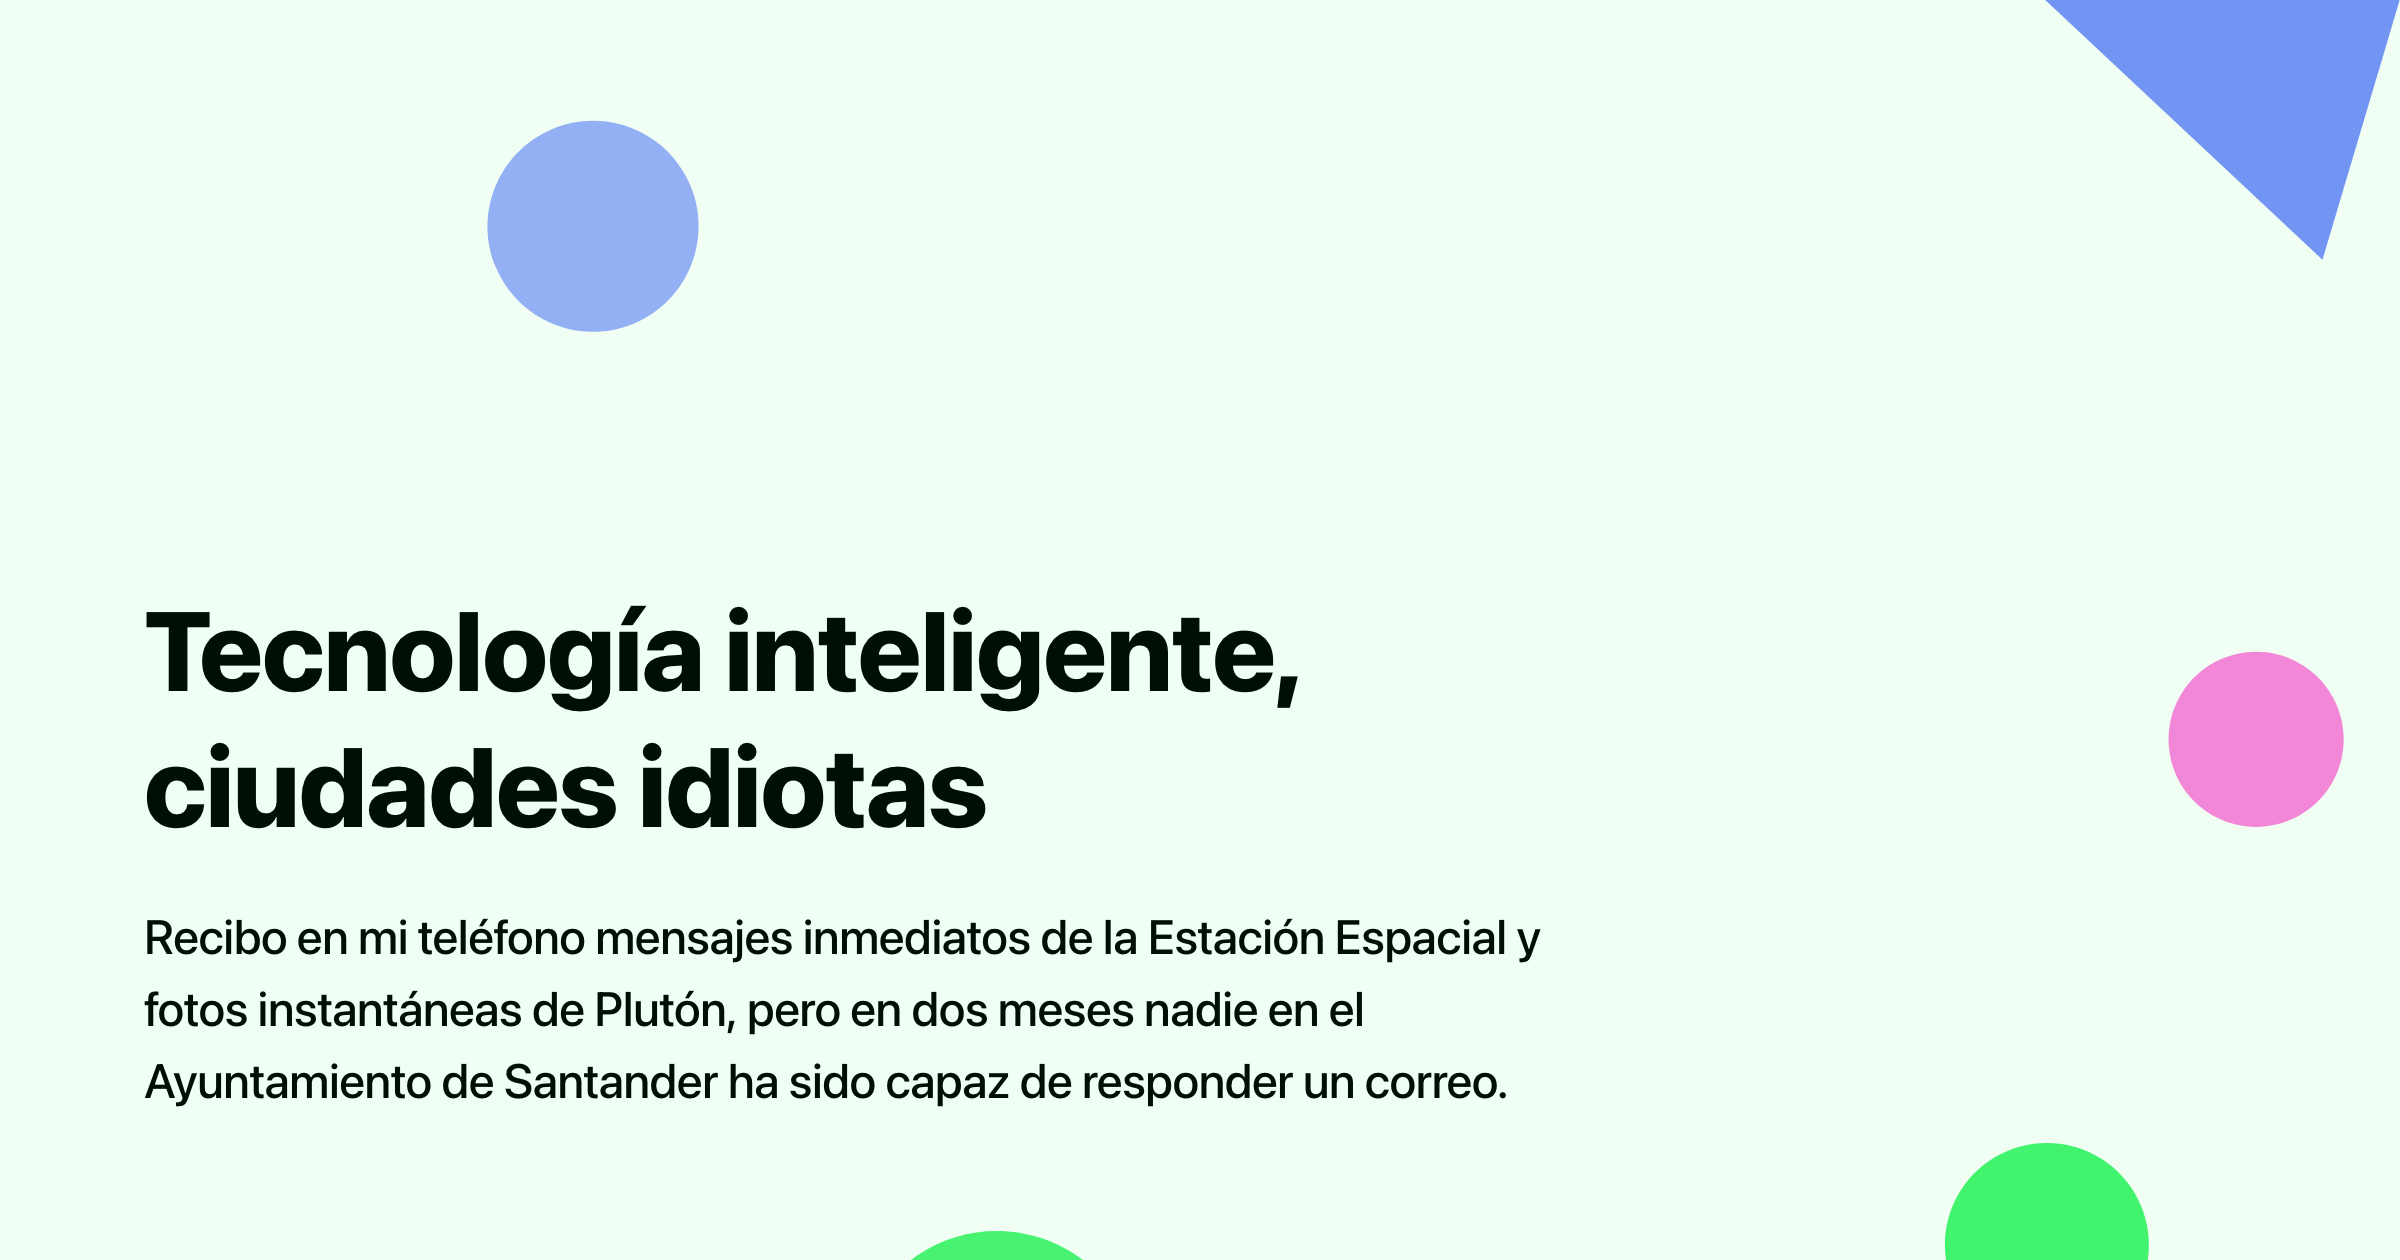 Tecnología inteligente,
ciudades idiotas
Recibo en mi teléfono mensajes inmediatos de la Estación Espacial y
fotos instantáneas de Plutón, pero en dos meses nadie en el
Ayuntamiento de Santander ha sido capaz de responder un correo.